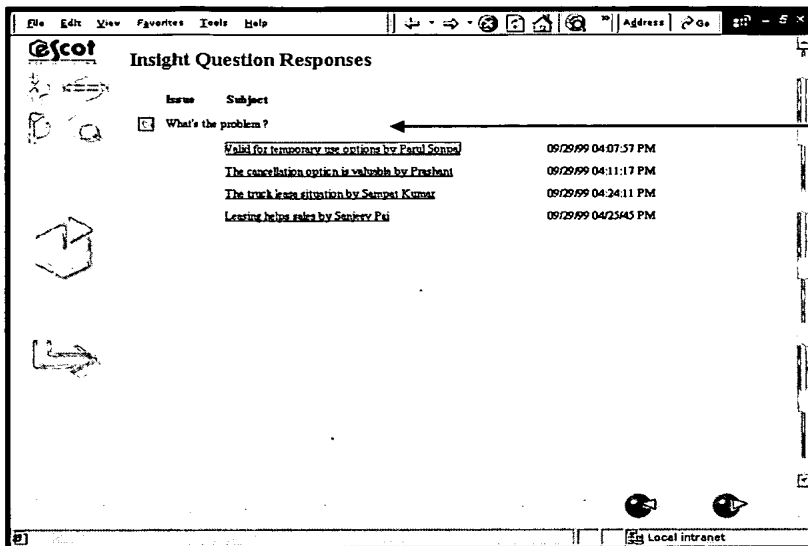 File Edit View Favorites Tools Help
Address Go
eScot
Insight Question Responses
Issue Subject
What's the problem?
Valid for temporary use options by Parul Sonpal 09/29/99 04:07:57 PM
The cancellation option is valuable by Prashant 09/29/99 04:11:17 PM
The truck lease situation by Sampat Kumar 09/29/99 04:24:11 PM
Leasing helps sales by Sanjeev Pai 09/29/99 04/25/45 PM
Local intranet